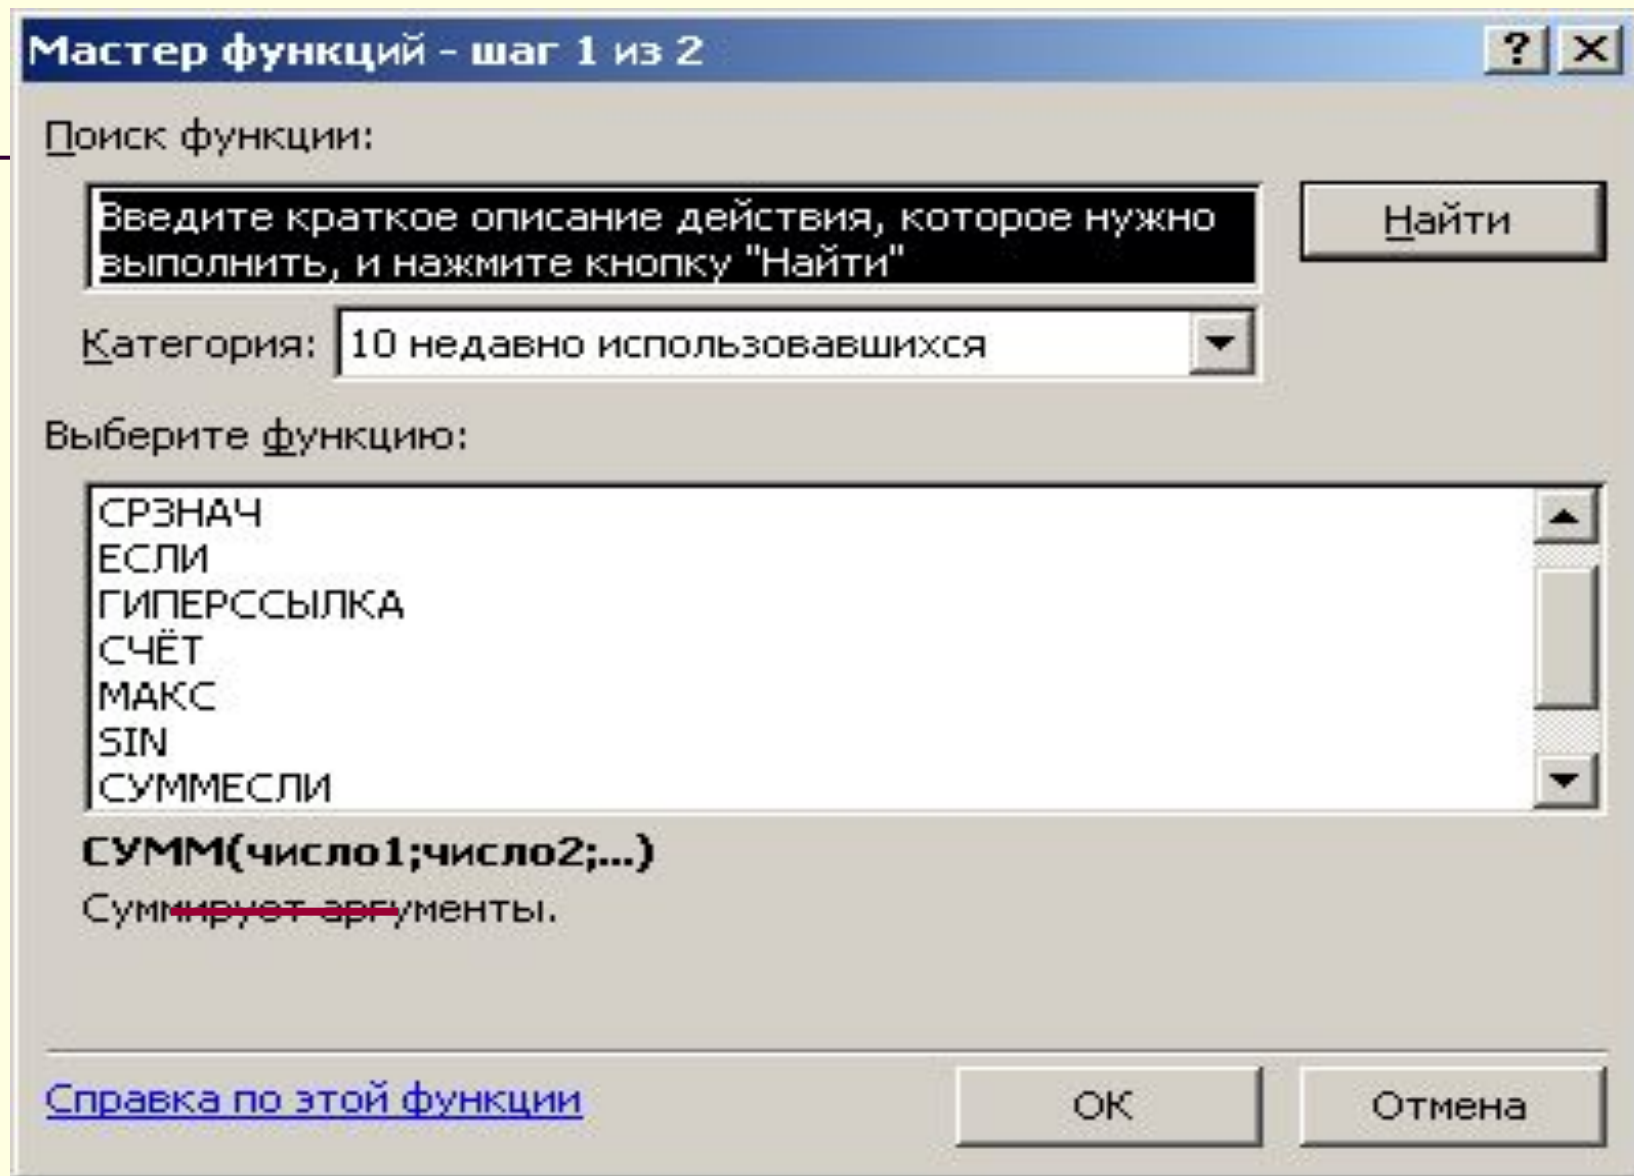 Мастер функций - шаг 1 из 2
Поиск функции:
Введите краткое описание действия, которое нужно
выполнить, и нажмите кнопку "Найти"
Найти
Категория: 10 недавно использовавшихся
Выберите функцию:
СРЗНАЧ
ЕСЛИ
ГИПЕРССЫЛКА
СЧЁТ
МАКС
SIN
СУММЕСЛИ
СУММ(число1;число2;...)
Суммирует аргументы.
Справка по этой функции
ОК
Отмена